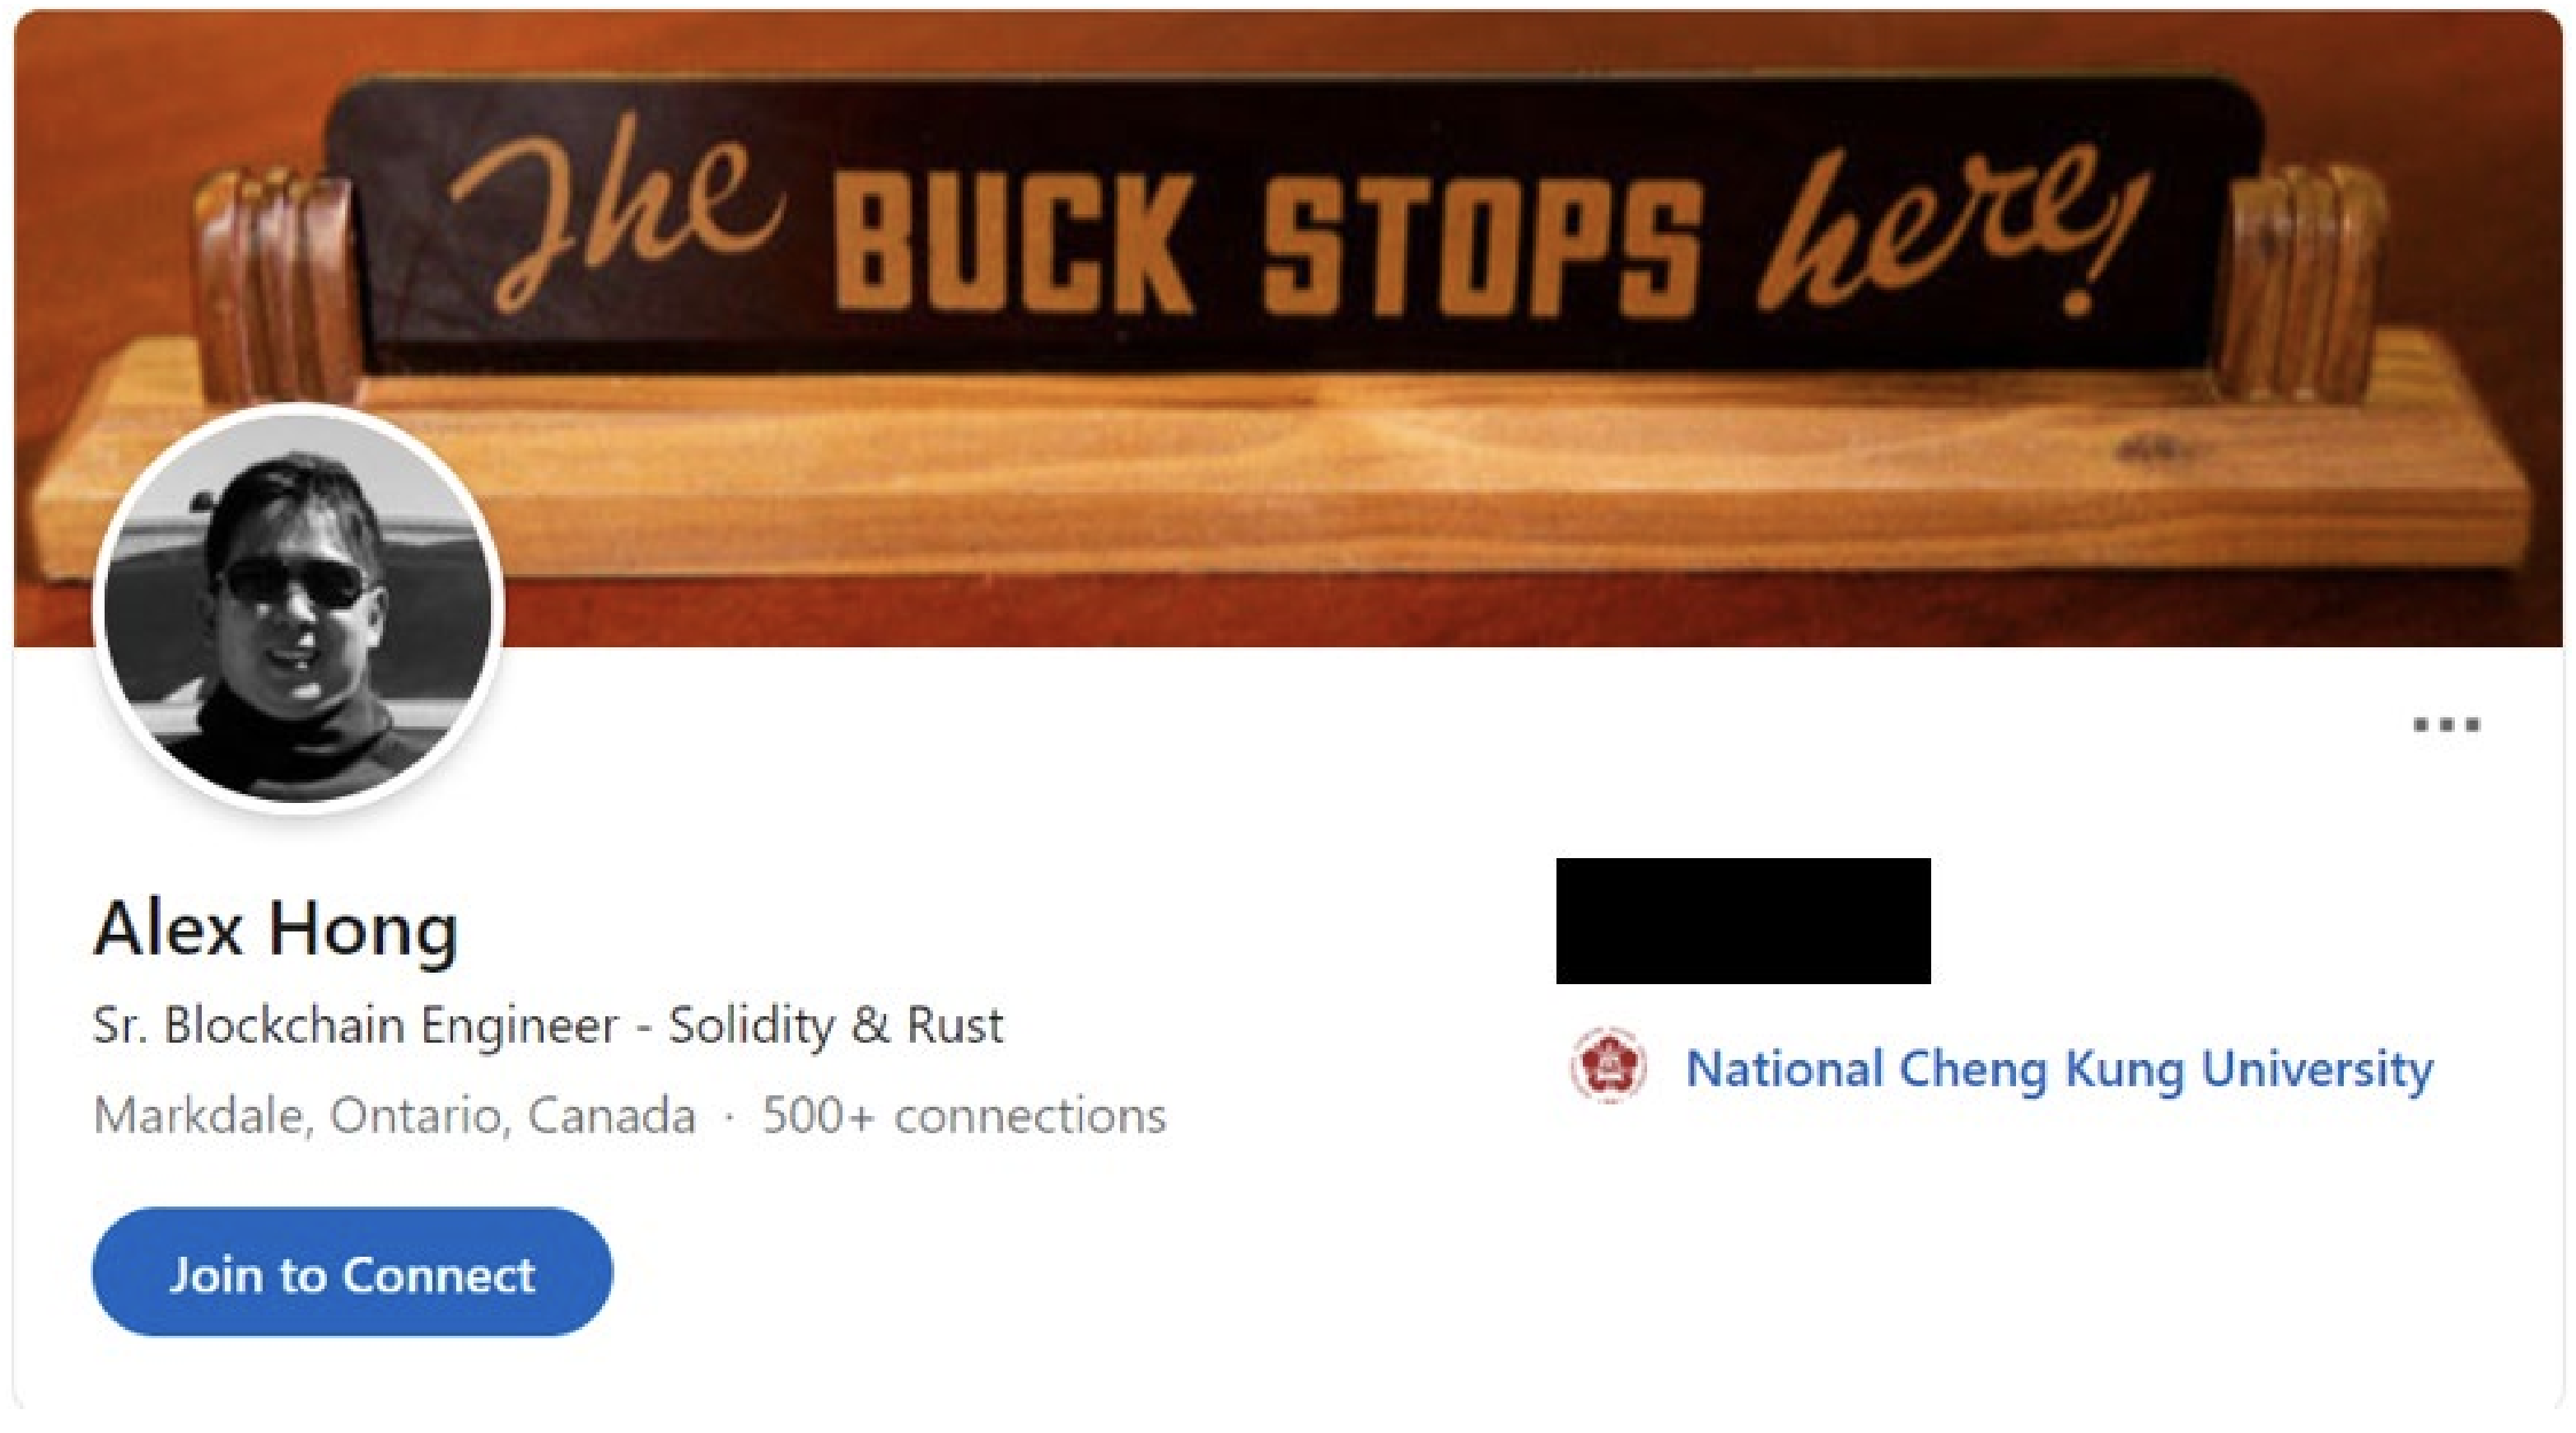 The BUCK STOPS here!
Alex Hong
Sr. Blockchain Engineer - Solidity & Rust
Markdale, Ontario, Canada · 500+ connections
Join to Connect
National Cheng Kung University